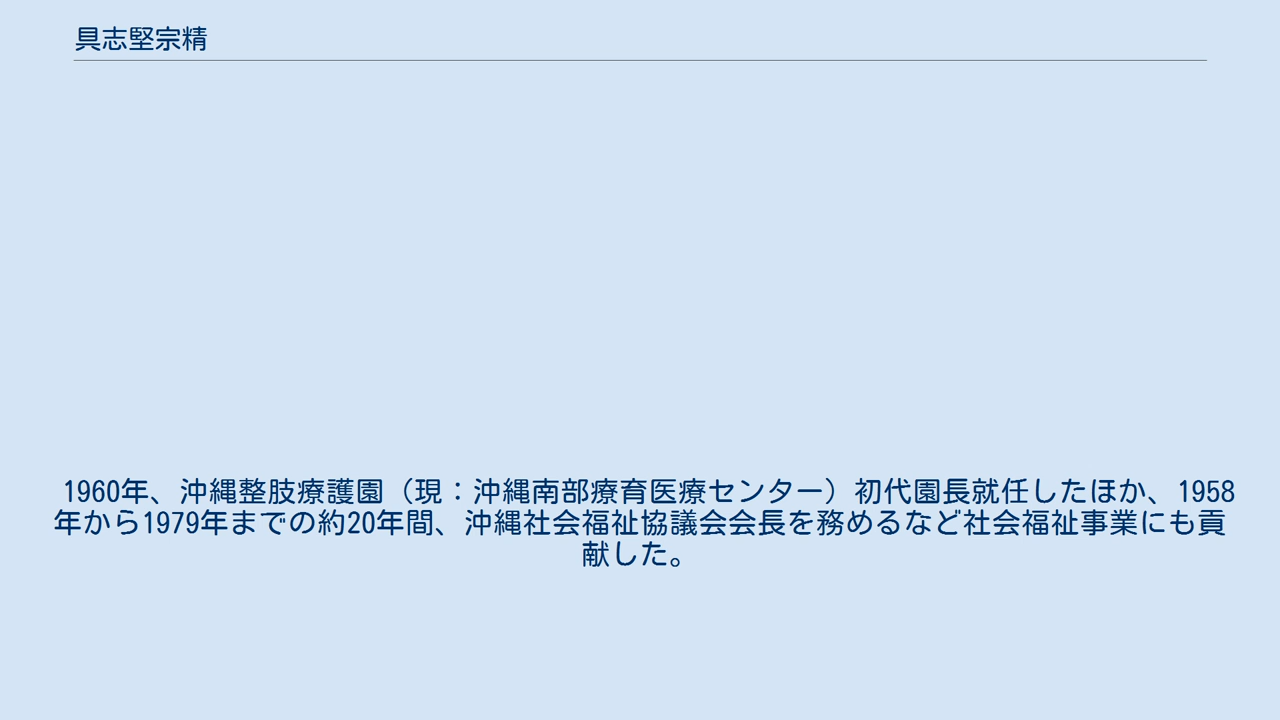 具志堅宗精
1960年、沖縄整肢療護園（現：沖縄南部療育医療センター）初代園長就任したほか、1958
年から1979年までの約20年間、沖縄社会福祉協議会会長を務めるなど社会福祉事業にも貢
献した。